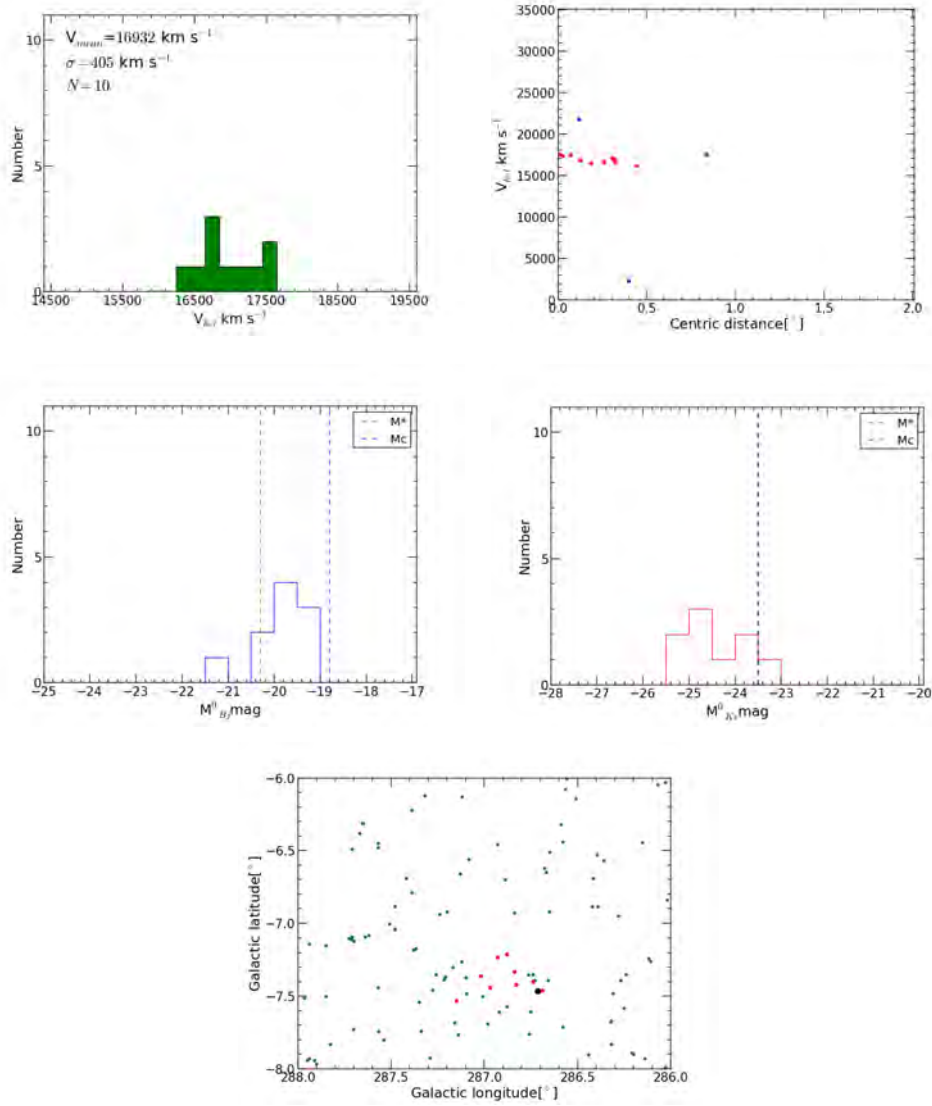 V_mean=16932 km s⁻¹
σ=405 km s⁻¹
N=10
10
5
0
Number
14500 15500 16500 17500 18500 19500
V_hel km s⁻¹
35000
30000
25000
20000
15000
10000
5000
0
V_hel km s⁻¹
0.0 0.5 1.0 1.5 2.0
Centric distance[°]
10
5
0
Number
M*
Mc
−25 −24 −23 −22 −21 −20 −19 −18 −17
M⁰_Bj mag
10
5
0
Number
M*
Mc
−28 −27 −26 −25 −24 −23 −22 −21 −20
M⁰_Ks mag
−6.0
−6.5
−7.0
−7.5
−8.0
Galactic latitude[°]
288.0 287.5 287.0 286.5 286.0
Galactic longitude[°]